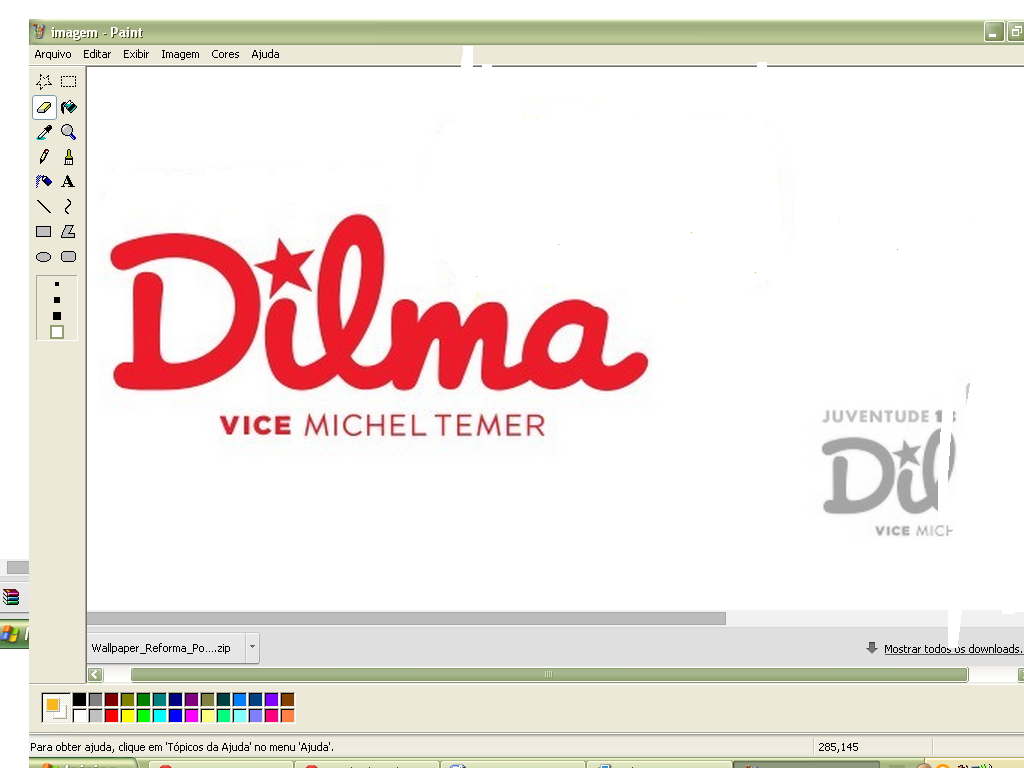 imagem - Paint
Arquivo Editar Exibir Imagem Cores Ajuda
A
Dilma
VICE MICHEL TEMER
JUVENTUDE 13
Dil
VICE MICH
Wallpaper_Reforma_Po....zip
Mostrar todos os downloads.
Para obter ajuda, clique em 'Tópicos da Ajuda' no menu 'Ajuda'.
285,145